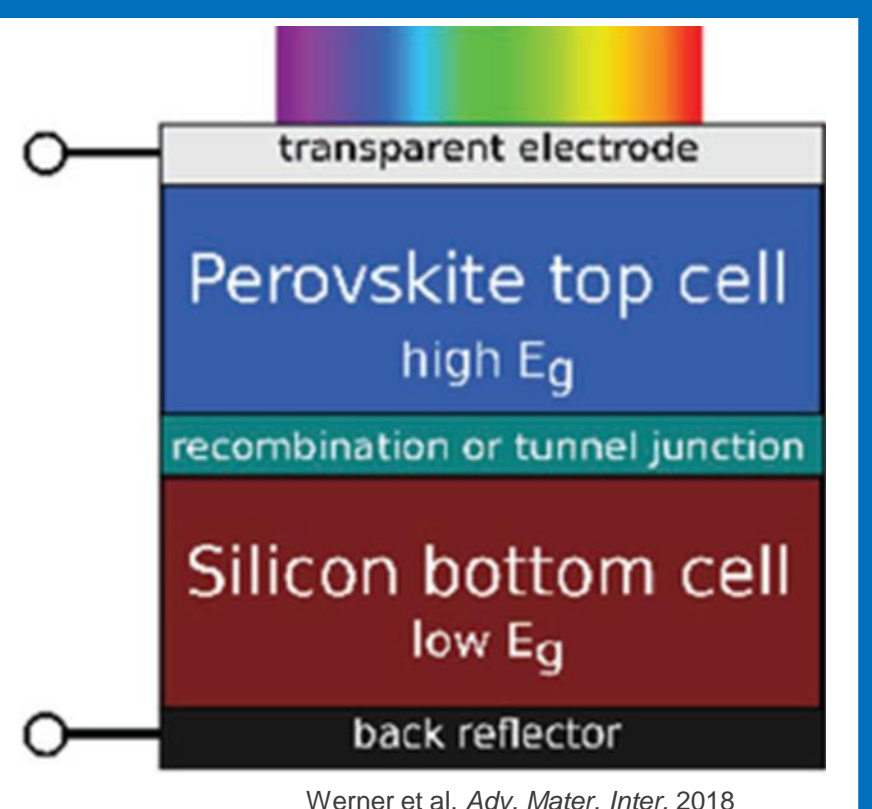 transparent electrode
Perovskite top cell
high Eg
recombination or tunnel junction
Silicon bottom cell
low Eg
back reflector
Werner et al. Adv. Mater. Inter. 2018